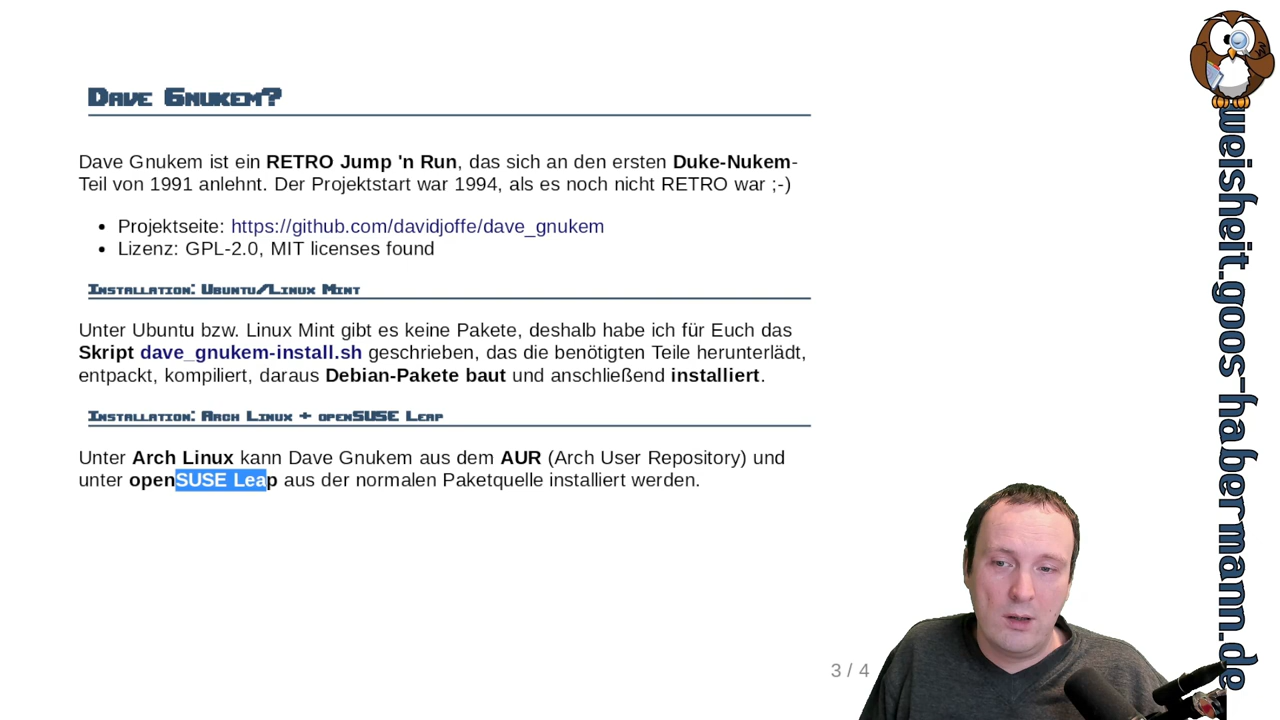 Dave Gnukem?
Dave Gnukem ist ein RETRO Jump 'n Run, das sich an den ersten Duke-Nukem-
Teil von 1991 anlehnt. Der Projektstart war 1994, als es noch nicht RETRO war ;-)
• Projektseite: https://github.com/davidjoffe/dave_gnukem
• Lizenz: GPL-2.0, MIT licenses found
Installation: Ubuntu/Linux Mint
Unter Ubuntu bzw. Linux Mint gibt es keine Pakete, deshalb habe ich für Euch das
Skript dave_gnukem-install.sh geschrieben, das die benötigten Teile herunterlädt,
entpackt, kompiliert, daraus Debian-Pakete baut und anschließend installiert.
Installation: Arch Linux + openSUSE Leap
Unter Arch Linux kann Dave Gnukem aus dem AUR (Arch User Repository) und
unter openSUSE Leap aus der normalen Paketquelle installiert werden.
3 / 4
weisheit.goos-habermann.de